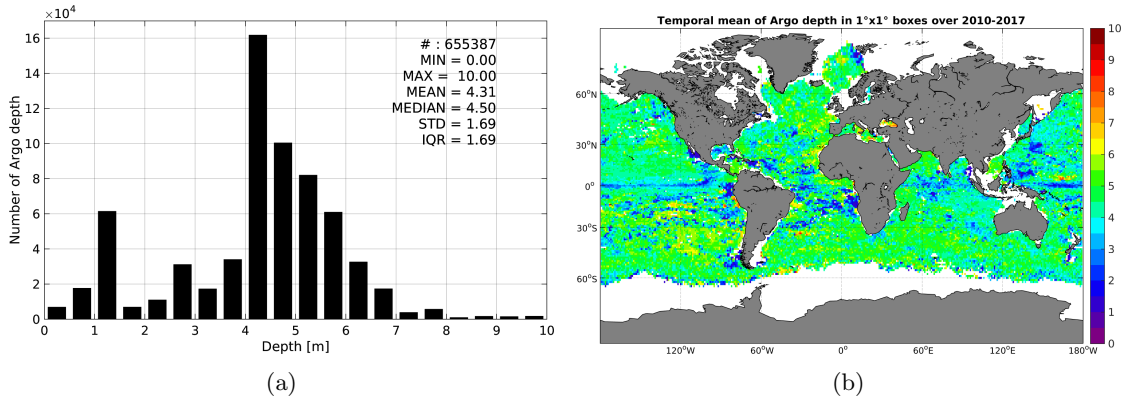 ×10⁴
16
14
12
10
8
6
4
2
0
Number of Argo depth
# : 655387
MIN = 0.00
MAX = 10.00
MEAN = 4.31
MEDIAN = 4.50
STD = 1.69
IQR = 1.69
0 1 2 3 4 5 6 7 8 9 10
Depth [m]
(a)
Temporal mean of Argo depth in 1°x1° boxes over 2010-2017
60°N
30°N
0°
30°S
60°S
120°W 60°W 0° 60°E 120°E 180°W
10
9
8
7
6
5
4
3
2
1
0
(b)